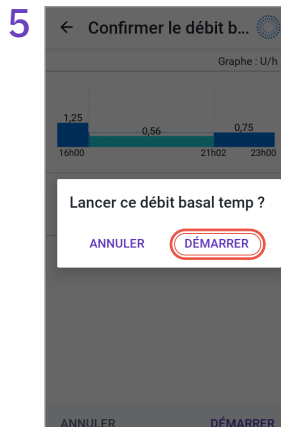 5
← Confirmer le débit b...
Graphe : U/h
1,25
0,56
0,75
16h00
21h02
23h00
Lancer ce débit basal temp ?
ANNULER
DÉMARRER
ANNULER
DÉMARRER